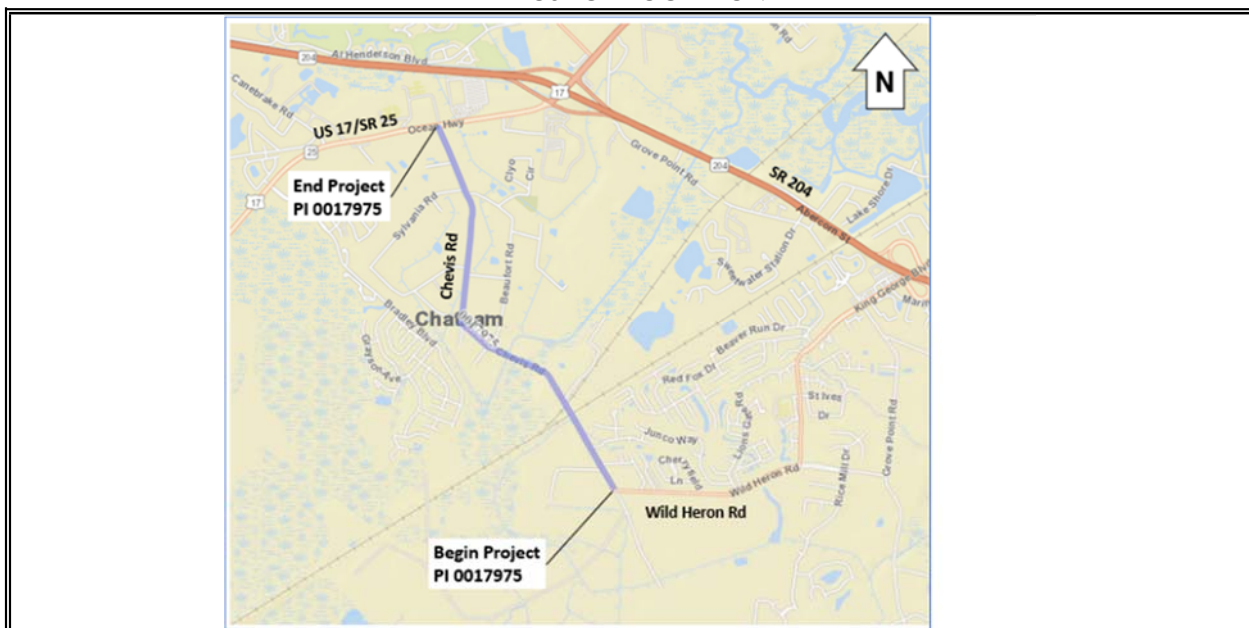 204
Al Henderson Blvd
Canebrake Rd
17
N
US 17/SR 25
Ocean Hwy
25
Grove Point Rd
204
SR 204
End Project
PI 0017975
Clyo
Cir
Lake Shore Dr
17
Sylvania Rd
Abercorn St
Sweetwater Station Dr
Chevis Rd
Beaufort Rd
King George Blvd
Bradley Blvd
Chatham
Chevis Rd
Beaver Run Dr
Red Fox Dr
St Ives
Dr
Lions Gate Rd
Junco Way
Grove Point Rd
Cherryfield
Ln
Wild Heron Rd
Rice Mill Dr
Wild Heron Rd
Begin Project
PI 0017975